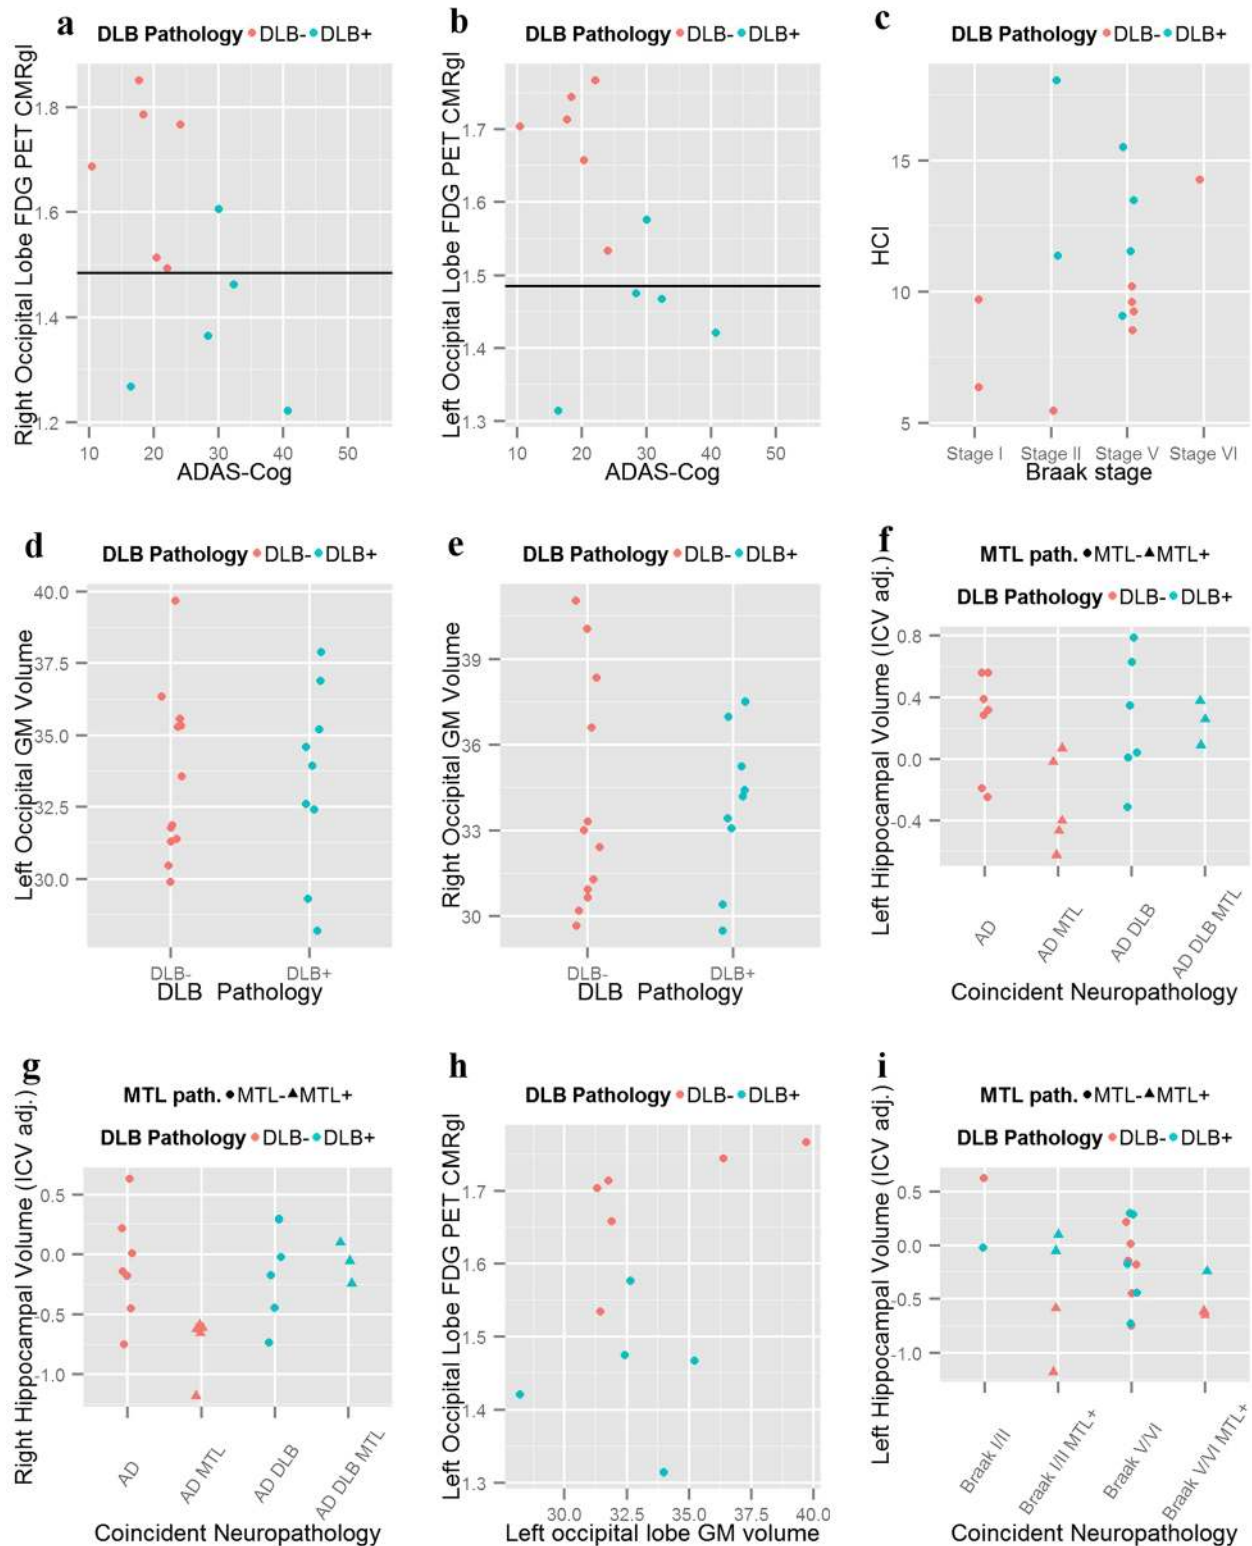 a
DLB Pathology DLB- DLB+
Right Occipital Lobe FDG PET CMRgl
1.8
1.6
1.4
1.2
10 20 30 40 50
ADAS-Cog
b
DLB Pathology DLB- DLB+
Left Occipital Lobe FDG PET CMRgl
1.7
1.6
1.5
1.4
1.3
10 20 30 40 50
ADAS-Cog
c
DLB Pathology DLB- DLB+
HCI
15
10
5
Stage I Stage II Stage V Stage VI
Braak stage
d
DLB Pathology DLB- DLB+
Left Occipital GM Volume
40.0
37.5
35.0
32.5
30.0
DLB- DLB+
DLB Pathology
e
DLB Pathology DLB- DLB+
Right Occipital GM Volume
39
36
33
30
DLB- DLB+
DLB Pathology
f
MTL path. MTL- MTL+
DLB Pathology DLB- DLB+
Left Hippocampal Volume (ICV adj.)
0.8
0.4
0.0
-0.4
AD AD MTL AD DLB AD DLB MTL
Coincident Neuropathology
g
MTL path. MTL- MTL+
DLB Pathology DLB- DLB+
Right Hippocampal Volume (ICV adj.)
0.5
0.0
-0.5
-1.0
AD AD MTL AD DLB AD DLB MTL
Coincident Neuropathology
h
DLB Pathology DLB- DLB+
Left Occipital Lobe FDG PET CMRgl
1.7
1.6
1.5
1.4
1.3
30.0 32.5 35.0 37.5 40.0
Left occipital lobe GM volume
i
MTL path. MTL- MTL+
DLB Pathology DLB- DLB+
Left Hippocampal Volume (ICV adj.)
0.5
0.0
-0.5
-1.0
Braak I/II Braak I/II MTL+ Braak V/VI Braak V/VI MTL+
Coincident Neuropathology